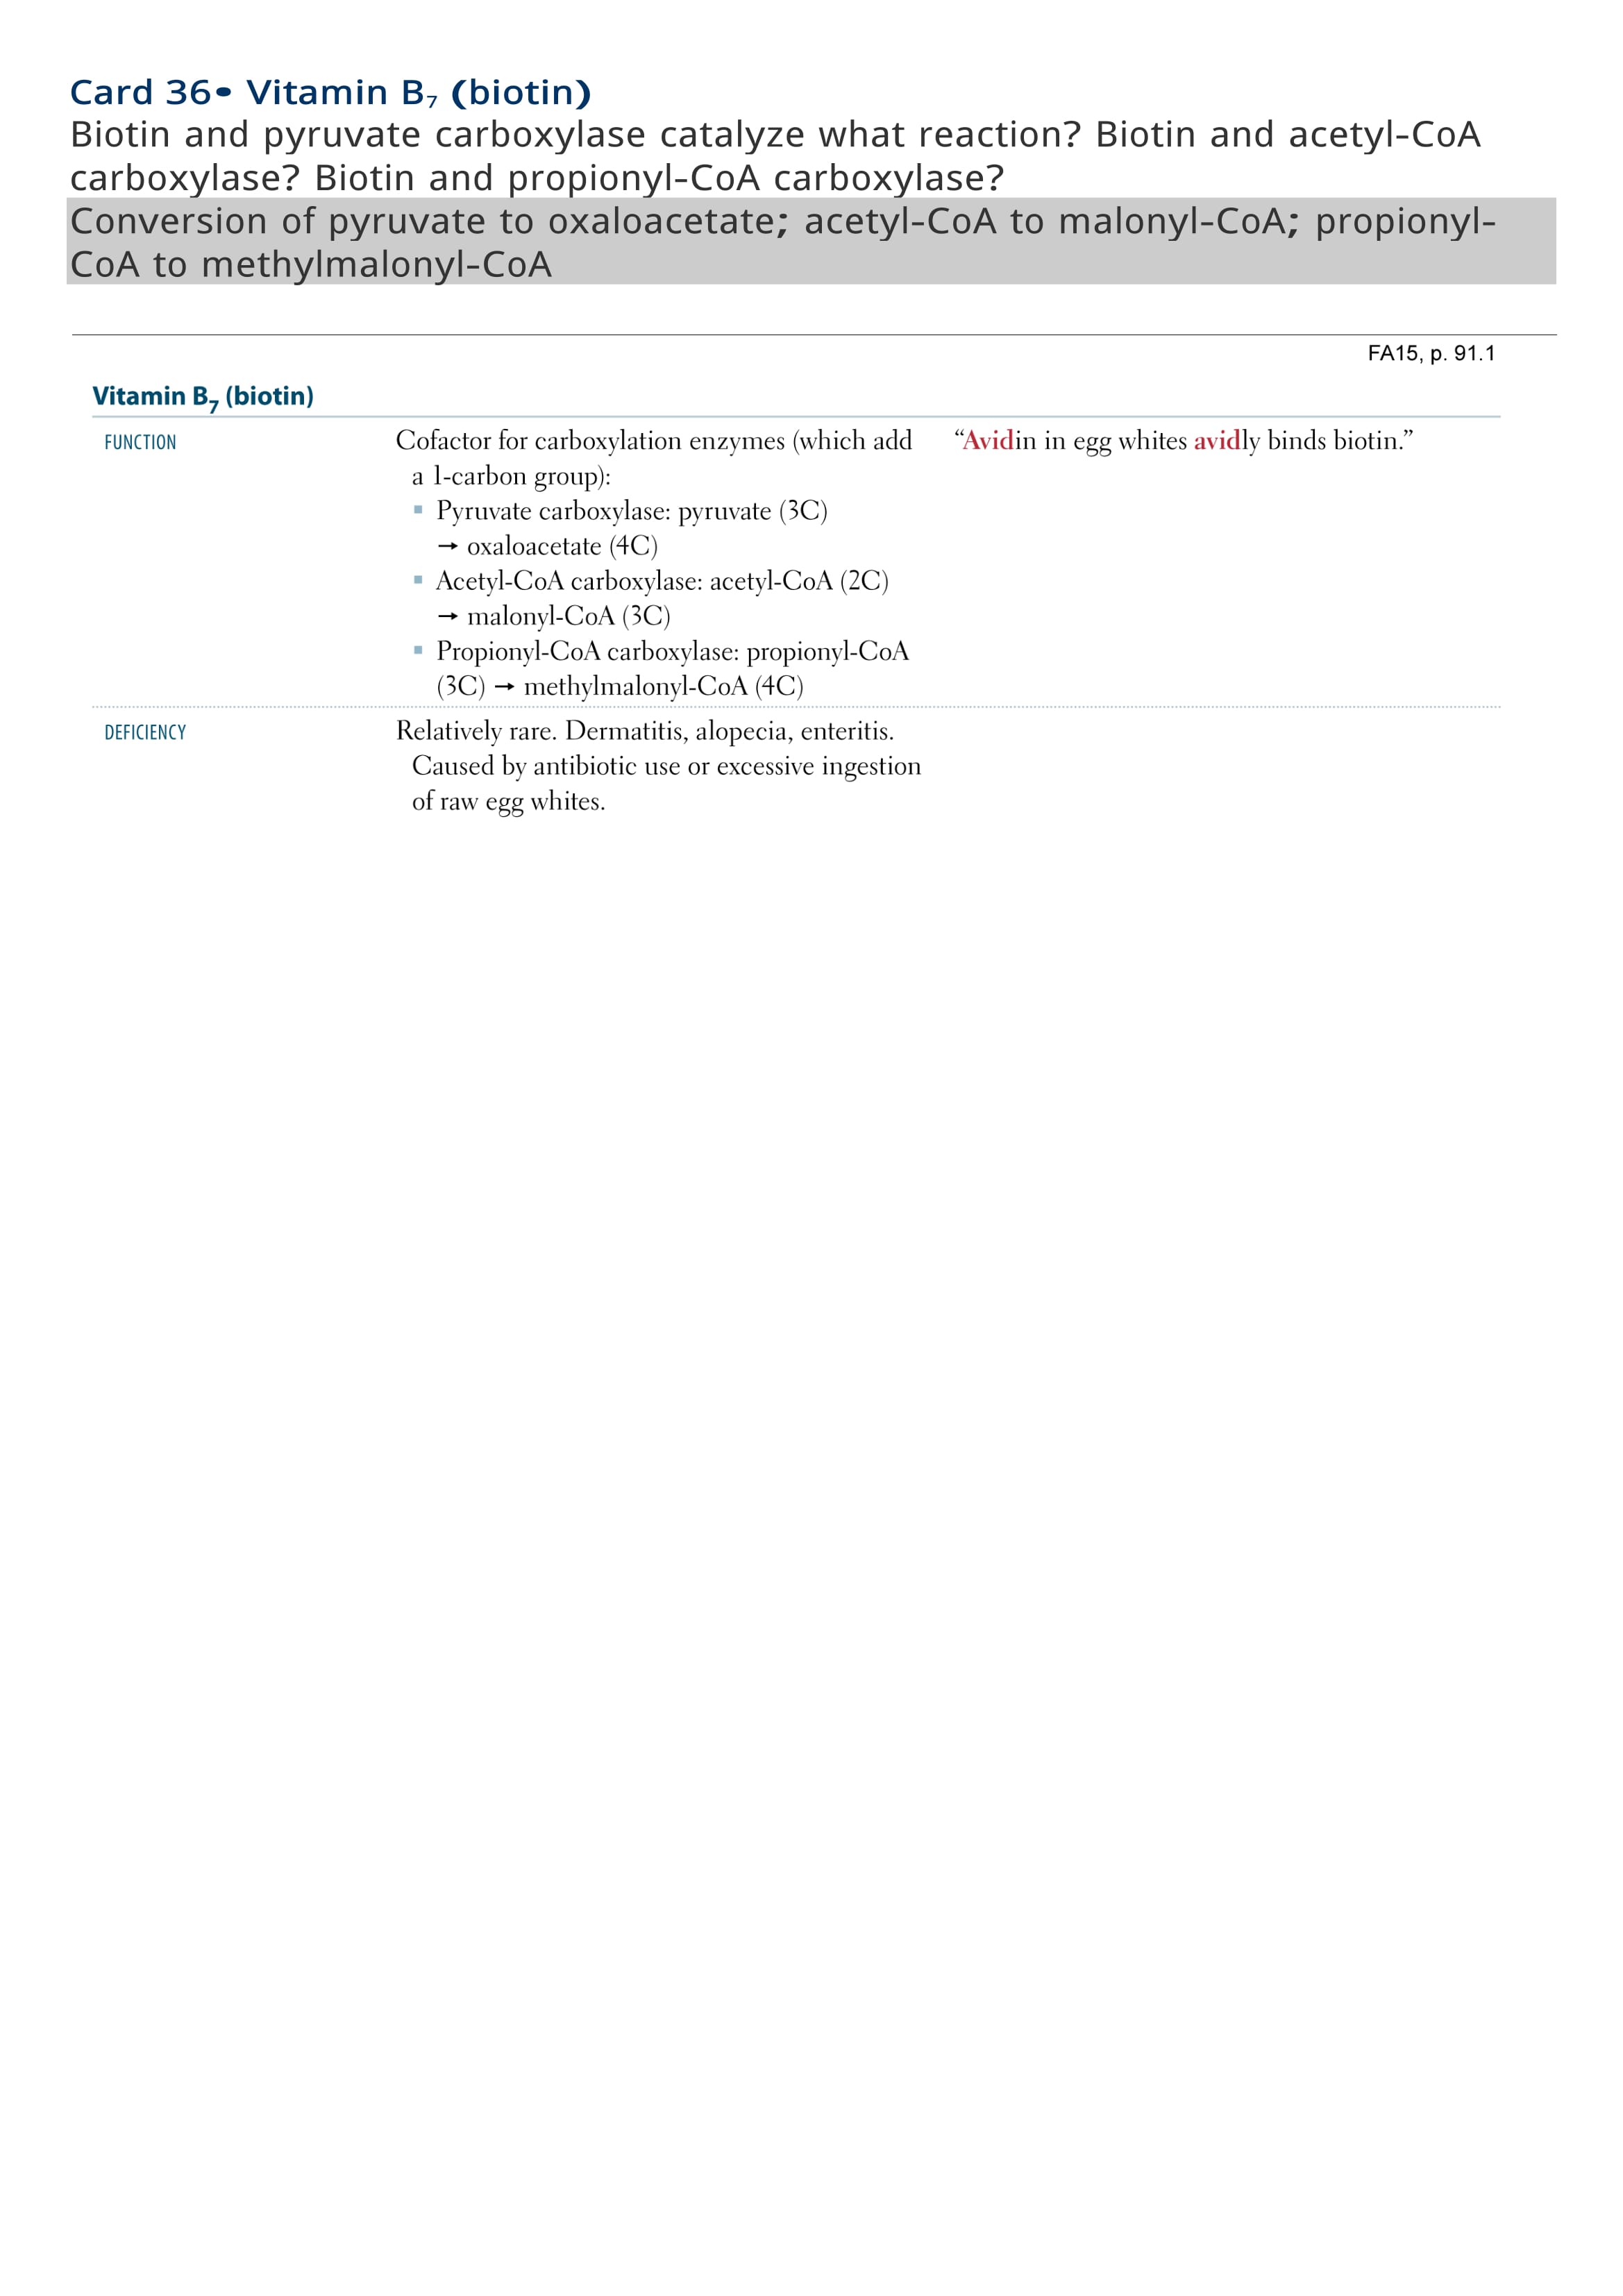 Card 36• Vitamin B₇ (biotin)
Biotin and pyruvate carboxylase catalyze what reaction? Biotin and acetyl-CoA
carboxylase? Biotin and propionyl-CoA carboxylase?
Conversion of pyruvate to oxaloacetate; acetyl-CoA to malonyl-CoA; propionyl-
CoA to methylmalonyl-CoA
FA15, p. 91.1
Vitamin B₇ (biotin)
FUNCTION
Cofactor for carboxylation enzymes (which add
a 1-carbon group):
▪ Pyruvate carboxylase: pyruvate (3C)
→ oxaloacetate (4C)
▪ Acetyl-CoA carboxylase: acetyl-CoA (2C)
→ malonyl-CoA (3C)
▪ Propionyl-CoA carboxylase: propionyl-CoA
(3C) → methylmalonyl-CoA (4C)
“Avidin in egg whites avidly binds biotin.”
DEFICIENCY
Relatively rare. Dermatitis, alopecia, enteritis.
Caused by antibiotic use or excessive ingestion
of raw egg whites.